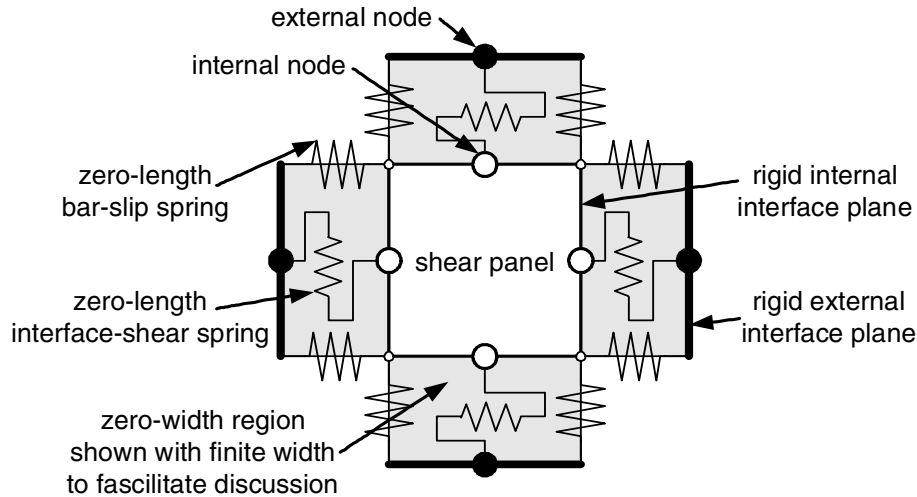 external node
internal node
zero-length
bar-slip spring
rigid internal
interface plane
shear panel
zero-length
interface-shear spring
rigid external
interface plane
zero-width region
shown with finite width
to fascilitate discussion